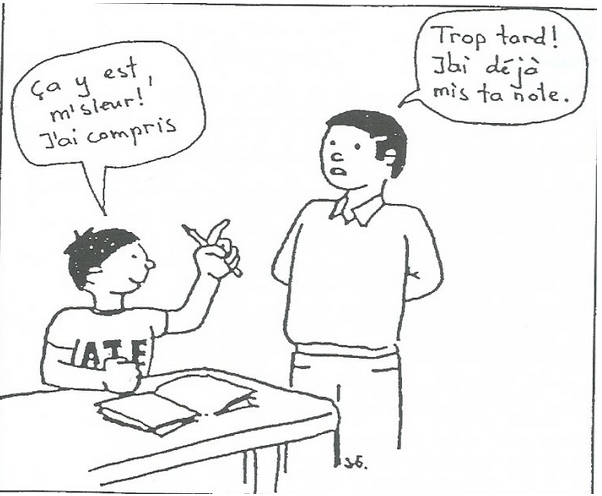 Ça y est,
m'sieur!
J'ai compris
Trop tard!
J'ai déjà
mis ta note.
ATE
J.G.